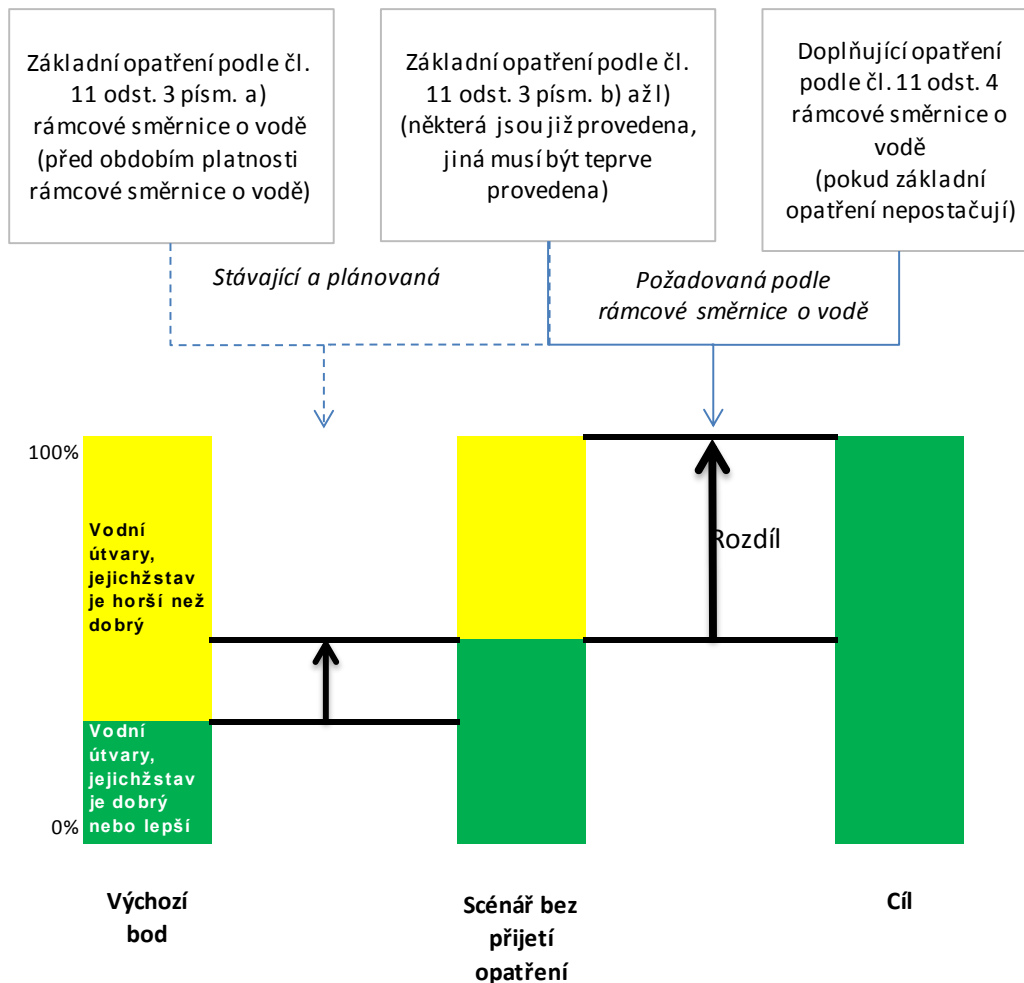 Základní opatření podle čl.
11 odst. 3 písm. a)
rámcové směrnice o vodě
(před obdobím platnosti
rámcové směrnice o vodě)
Základní opatření podle čl.
11 odst. 3 písm. b) až l)
(některá jsou již provedena,
jiná musí být teprve
provedena)
Doplňující opatření
podle čl. 11 odst. 4
rámcové směrnice o
vodě
(pokud základní
opatření nepostačují)
Stávající a plánovaná
Požadovaná podle
rámcové směrnice o vodě
100%
Vodní
útvary,
jejichžstav
je horší než
dobrý
Rozdíl
Vodní
útvary,
jejichžstav
je dobrý
nebo lepší
0%
Výchozí
bod
Scénář bez
přijetí
opatření
Cíl